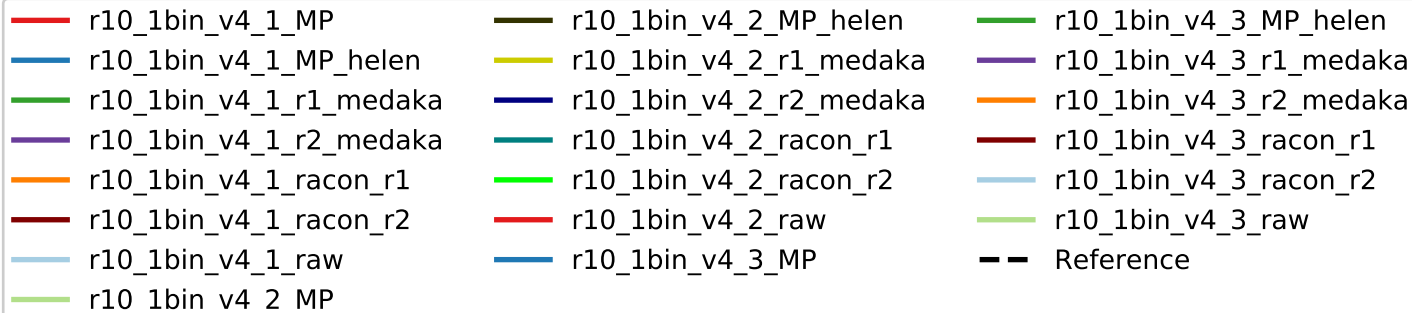 r10_1bin_v4_1_MP
r10_1bin_v4_1_MP_helen
r10_1bin_v4_1_r1_medaka
r10_1bin_v4_1_r2_medaka
r10_1bin_v4_1_racon_r1
r10_1bin_v4_1_racon_r2
r10_1bin_v4_1_raw
r10_1bin_v4_2_MP
r10_1bin_v4_2_MP_helen
r10_1bin_v4_2_r1_medaka
r10_1bin_v4_2_r2_medaka
r10_1bin_v4_2_racon_r1
r10_1bin_v4_2_racon_r2
r10_1bin_v4_2_raw
r10_1bin_v4_3_MP
r10_1bin_v4_3_MP_helen
r10_1bin_v4_3_r1_medaka
r10_1bin_v4_3_r2_medaka
r10_1bin_v4_3_racon_r1
r10_1bin_v4_3_racon_r2
r10_1bin_v4_3_raw
Reference